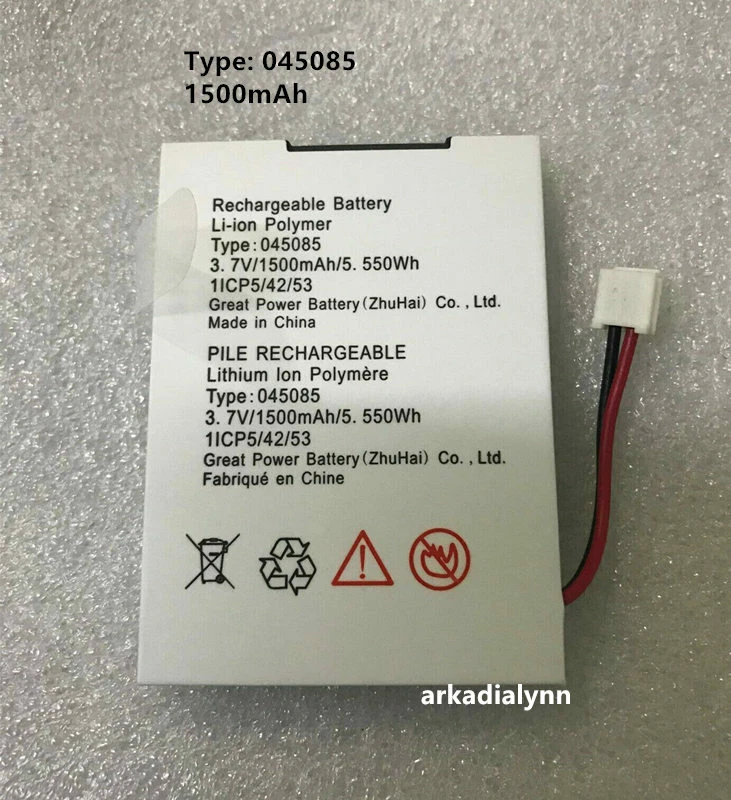 Type: 045085
1500mAh
Rechargeable Battery
Li-ion Polymer
Type:045085
3. 7V/1500mAh/5. 550Wh
1ICP5/42/53
Great Power Battery(ZhuHai) Co. ,Ltd.
Made in China
PILE RECHARGEABLE
Lithium Ion Polymère
Type:045085
3. 7V/1500mAh/5. 550Wh
1ICP5/42/53
Great Power Battery(ZhuHai) Co. ,Ltd.
Fabriqué en Chine
arkadialynn